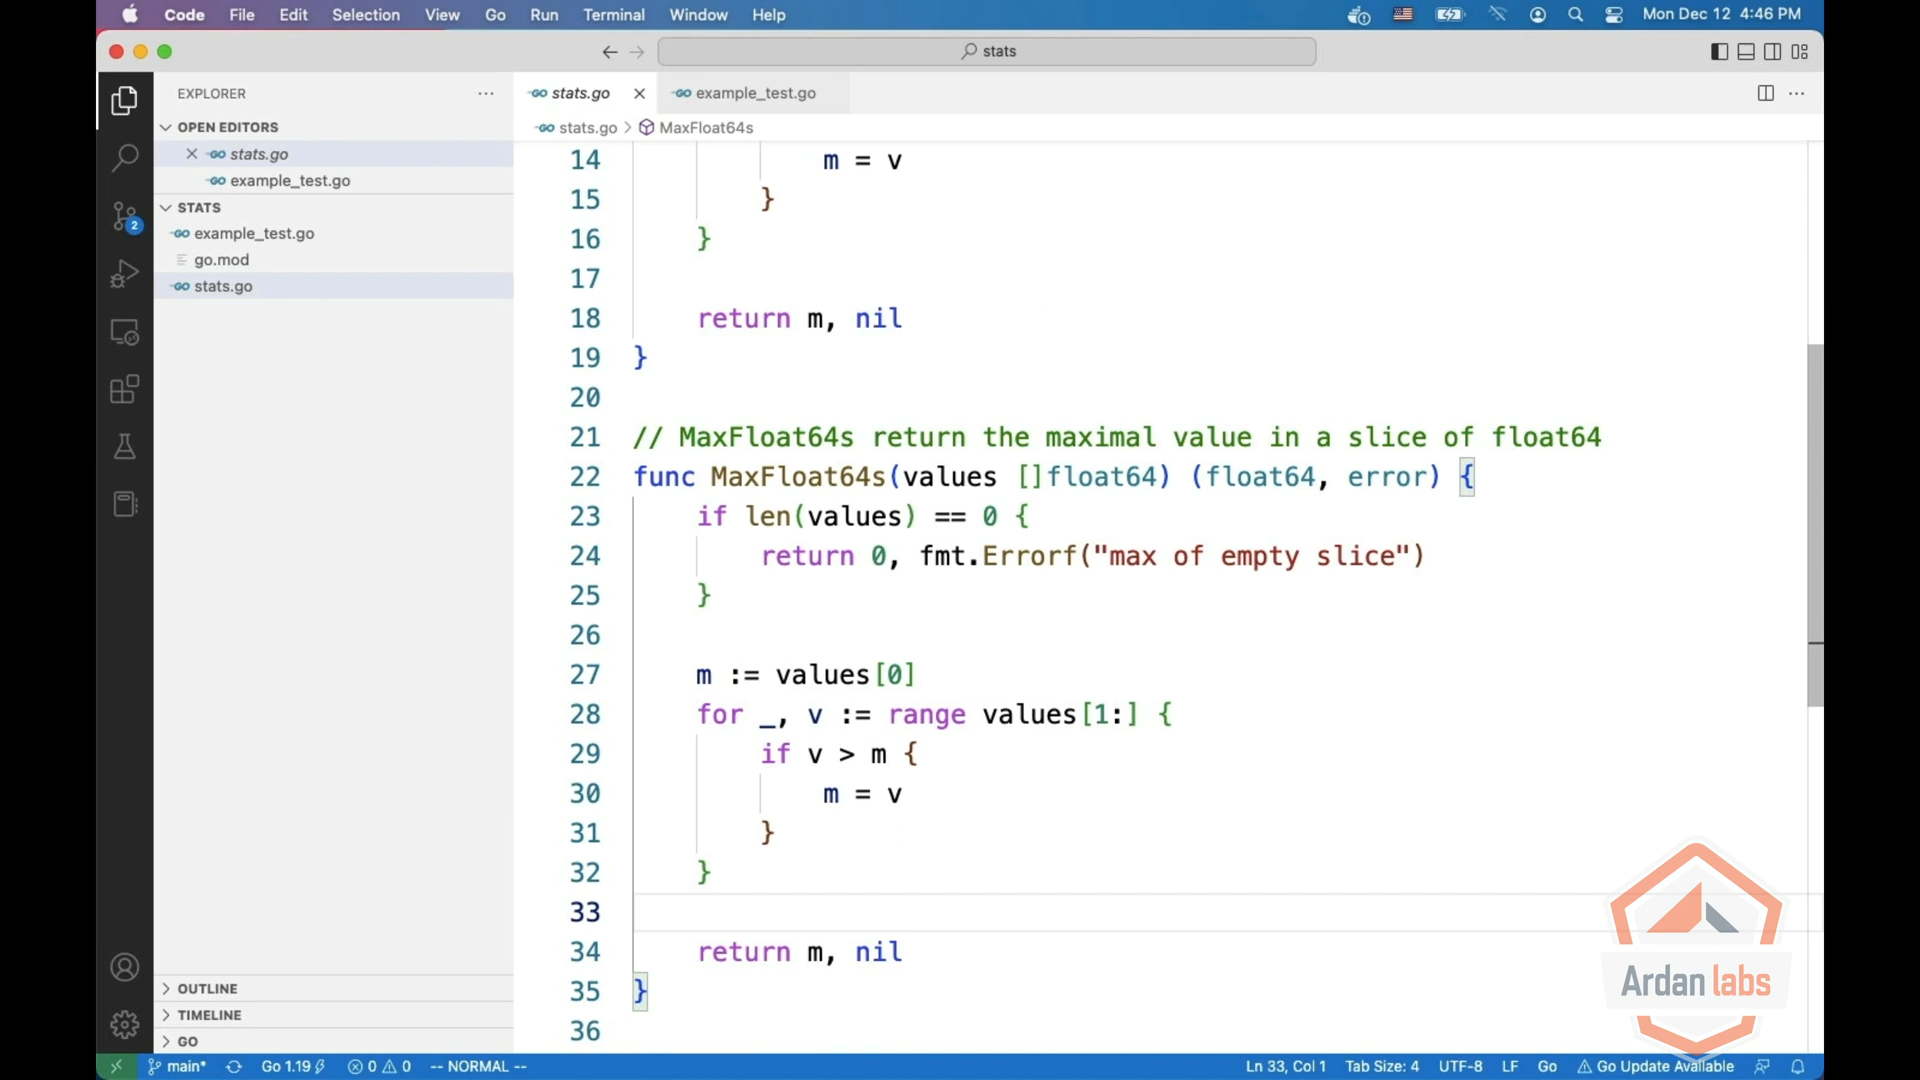 Code File Edit Selection View Go Run Terminal Window Help Mon Dec 12 4:46 PM
stats
EXPLORER
OPEN EDITORS
stats.go
example_test.go
STATS
example_test.go
go.mod
stats.go
OUTLINE
TIMELINE
GO
2
stats.go example_test.go
stats.go MaxFloat64s
14 m = v
15 }
16 }
17
18 return m, nil
19 }
20
21 // MaxFloat64s return the maximal value in a slice of float64
22 func MaxFloat64s(values []float64) (float64, error) {
23 if len(values) == 0 {
24 return 0, fmt.Errorf("max of empty slice")
25 }
26
27 m := values[0]
28 for _, v := range values[1:] {
29 if v > m {
30 m = v
31 }
32 }
33
34 return m, nil
35 }
36
Ardan labs
main* Go 1.19 0 0 -- NORMAL -- Ln 33, Col 1 Tab Size: 4 UTF-8 LF Go Go Update Available